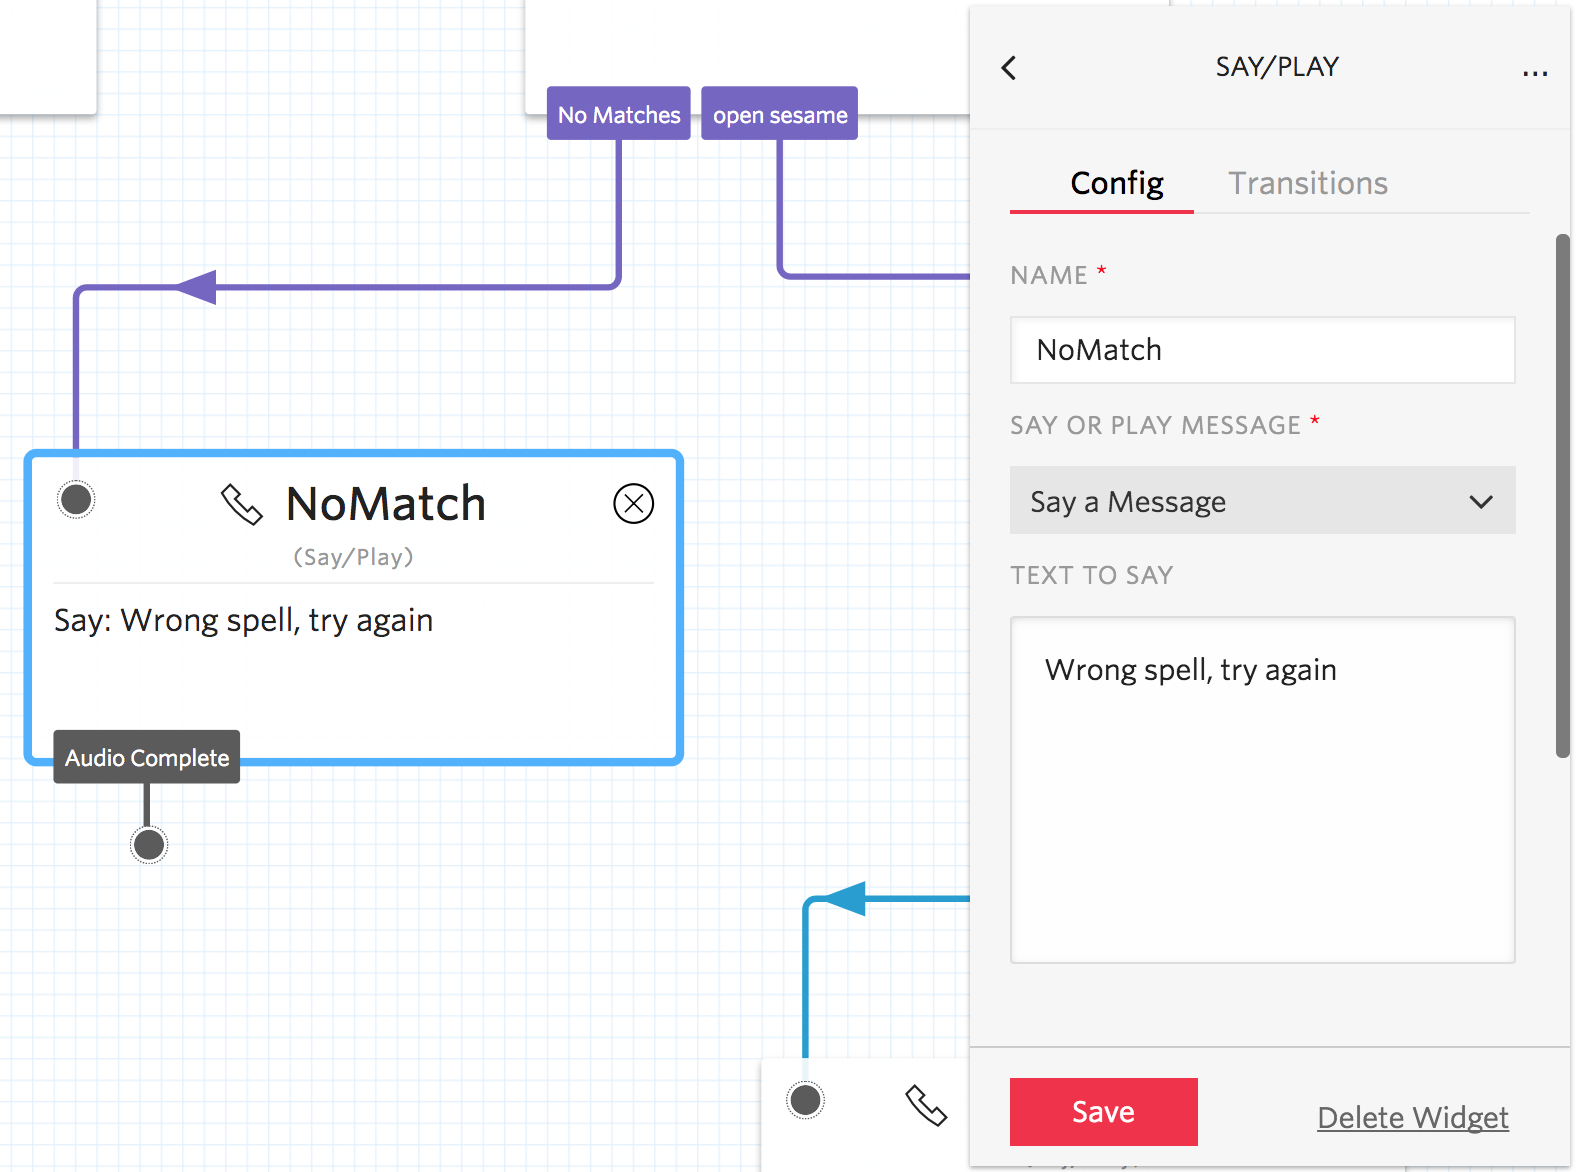 No Matches
open sesame
NoMatch
(Say/Play)
Say: Wrong spell, try again
Audio Complete
SAY/PLAY
...
Config
Transitions
NAME *
NoMatch
SAY OR PLAY MESSAGE *
Say a Message
TEXT TO SAY
Wrong spell, try again
Save
Delete Widget